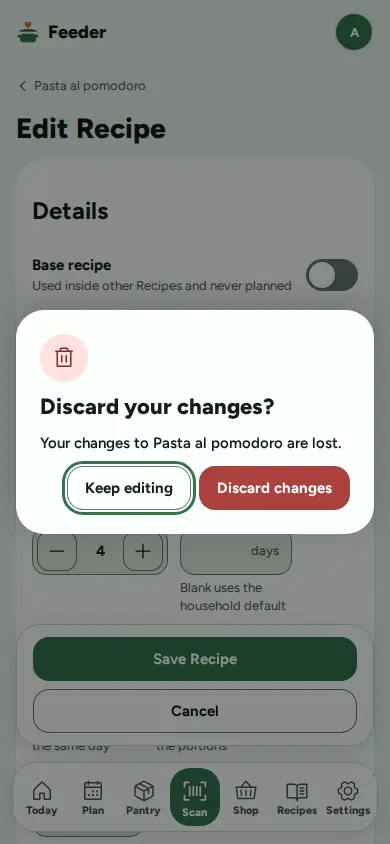 Feeder
A
Pasta al pomodoro
Edit Recipe
Details
Base recipe
Used inside other Recipes and never planned
Discard your changes?
Your changes to Pasta al pomodoro are lost.
Keep editing
Discard changes
4
days
Blank uses the
household default
Save Recipe
Cancel
the same day
the portions
Today
Plan
Pantry
Scan
Shop
Recipes
Settings